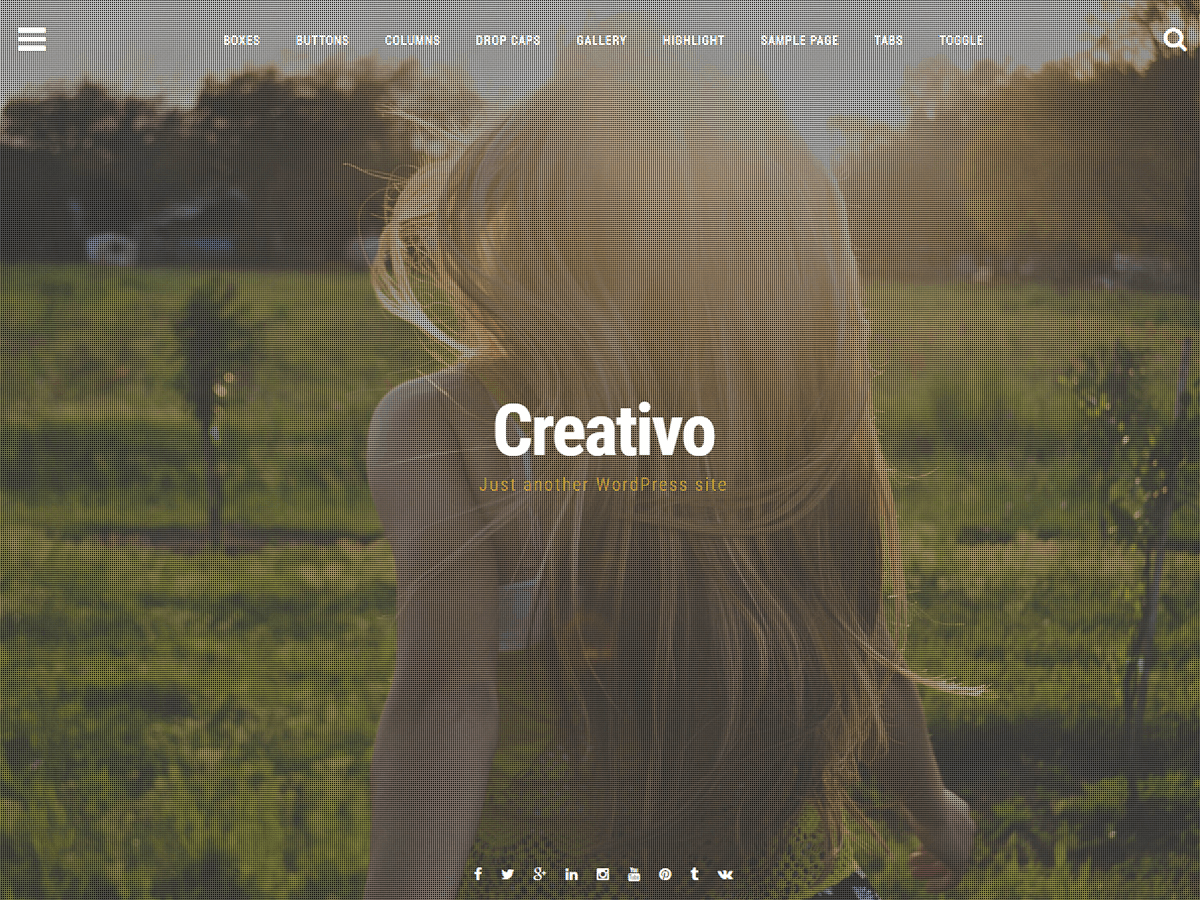 BOXES BUTTONS COLUMNS DROP CAPS GALLERY HIGHLIGHT SAMPLE PAGE TABS TOGGLE
Creativo
Just another WordPress site